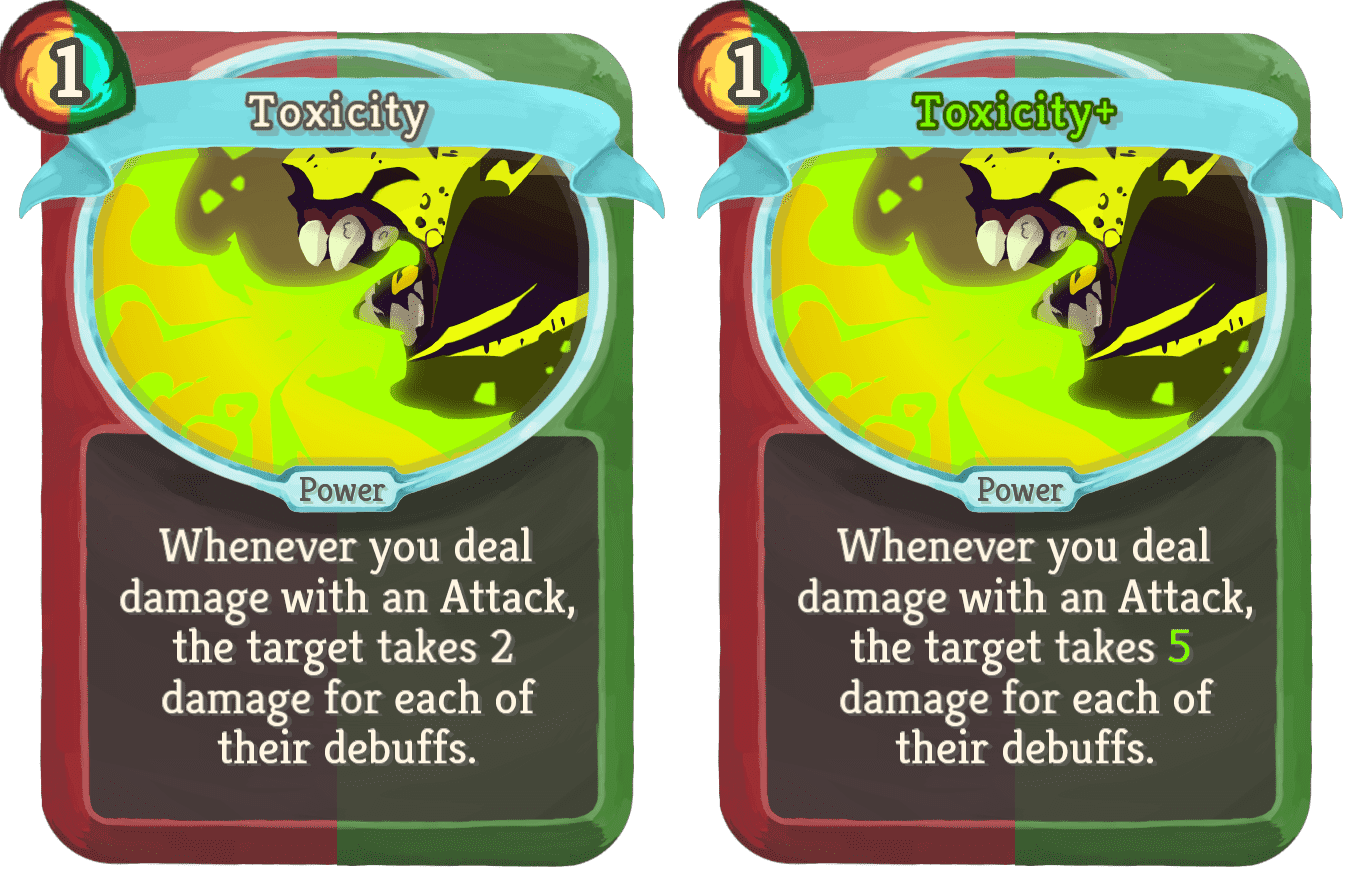 1
Toxicity
Power
Whenever you deal
damage with an Attack,
the target takes 2
damage for each of
their debuffs.
1
Toxicity+
Power
Whenever you deal
damage with an Attack,
the target takes 5
damage for each of
their debuffs.